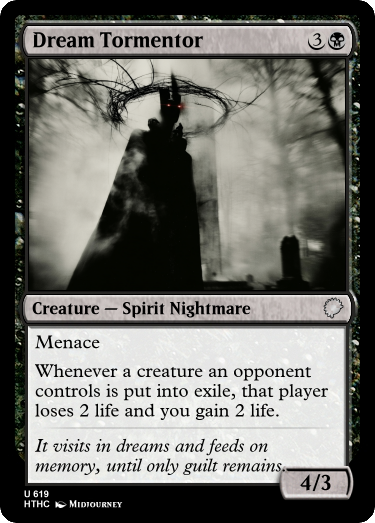 Dream Tormentor 3
Creature — Spirit Nightmare
Menace
Whenever a creature an opponent
controls is put into exile, that player
loses 2 life and you gain 2 life.
It visits in dreams and feeds on
memory, until only guilt remains.
4/3
U 619
HTHC Midjourney